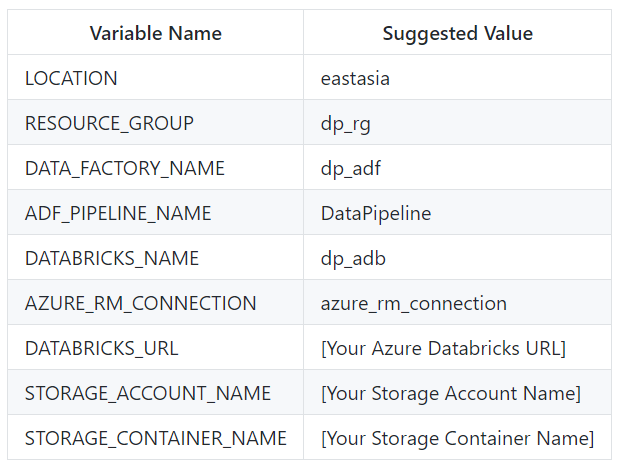 Variable Name Suggested Value
LOCATION eastasia
RESOURCE_GROUP dp_rg
DATA_FACTORY_NAME dp_adf
ADF_PIPELINE_NAME DataPipeline
DATABRICKS_NAME dp_adb
AZURE_RM_CONNECTION azure_rm_connection
DATABRICKS_URL [Your Azure Databricks URL]
STORAGE_ACCOUNT_NAME [Your Storage Account Name]
STORAGE_CONTAINER_NAME [Your Storage Container Name]